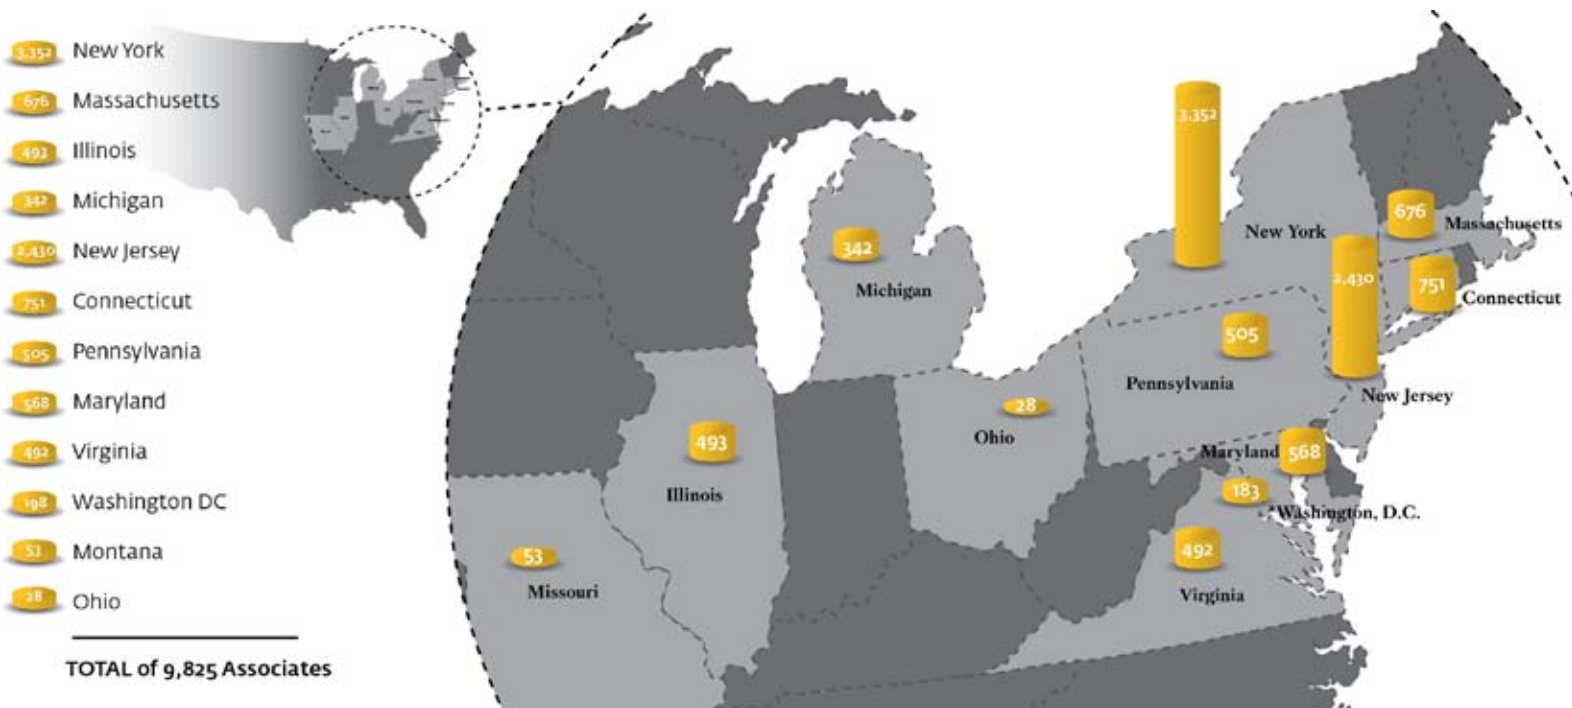 3,352 New York
676 Massachusetts
493 Illinois
342 Michigan
2,430 New Jersey
751 Connecticut
505 Pennsylvania
568 Maryland
492 Virginia
198 Washington DC
53 Montana
28 Ohio
TOTAL of 9,825 Associates
3,352
New York
676
Massachusetts
2,430
New Jersey
751
Connecticut
342
Michigan
505
Pennsylvania
28
Ohio
493
Illinois
Maryland 568
183
*Washington, D.C.
53
Missouri
492
Virginia